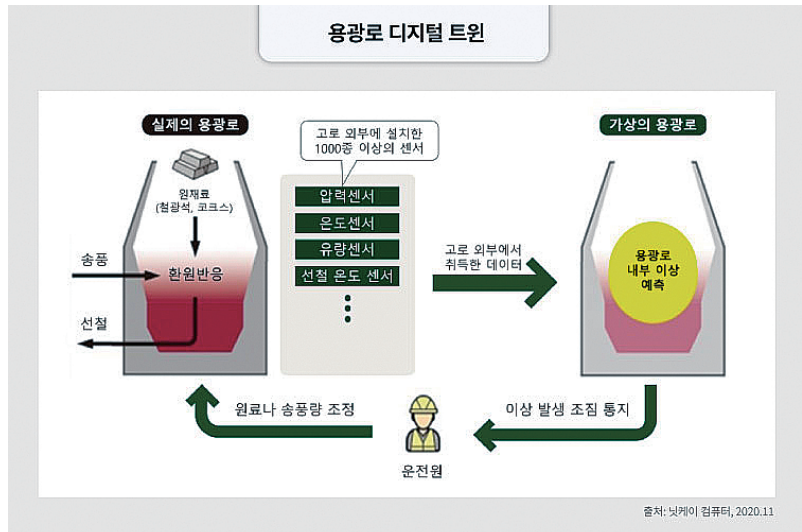 용광로 디지털 트윈
실제의 용광로
고로 외부에 설치한
1000종 이상의 센서
가상의 용광로
원재료
(철광석, 코크스)
압력센서
온도센서
유량센서
선철 온도 센서
송풍
환원반응
선철
고로 외부에서
취득한 데이터
용광로
내부 이상
예측
원료나 송풍량 조정
이상 발생 조짐 통지
운전원
출처: 닛케이 컴퓨터, 2020.11